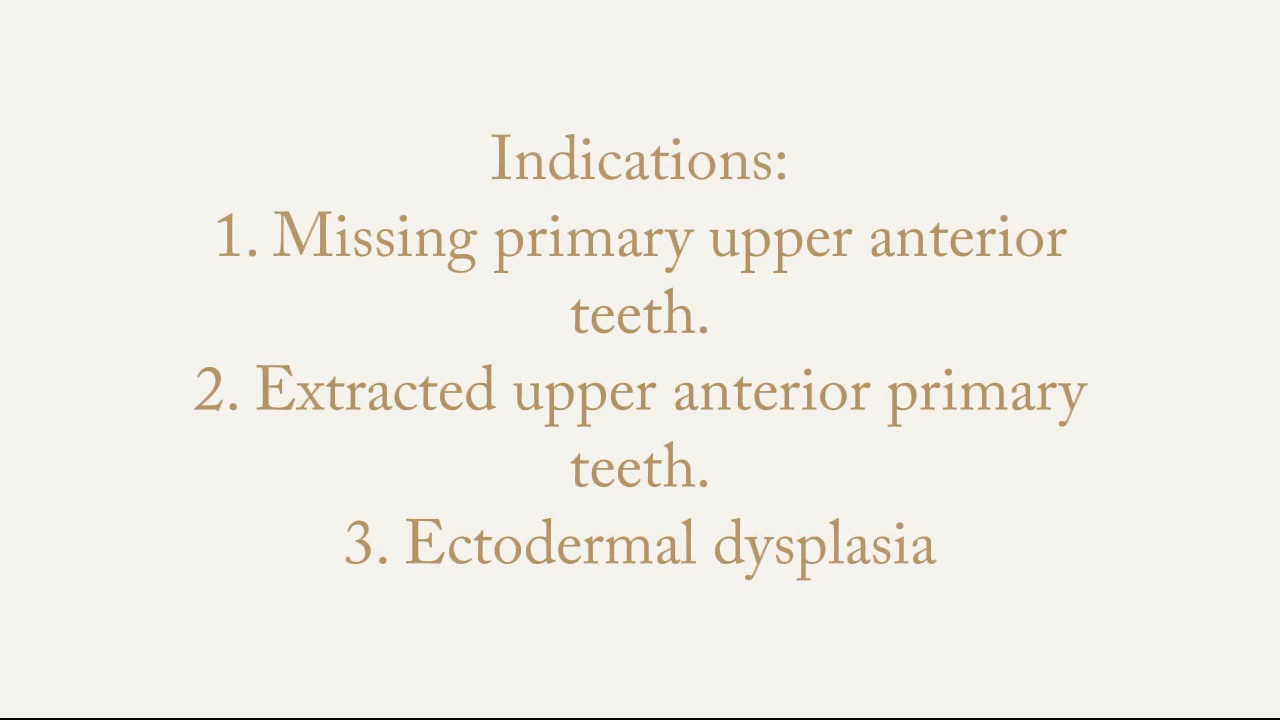 Indications:
1. Missing primary upper anterior
teeth.
2. Extracted upper anterior primary
teeth.
3. Ectodermal dysplasia